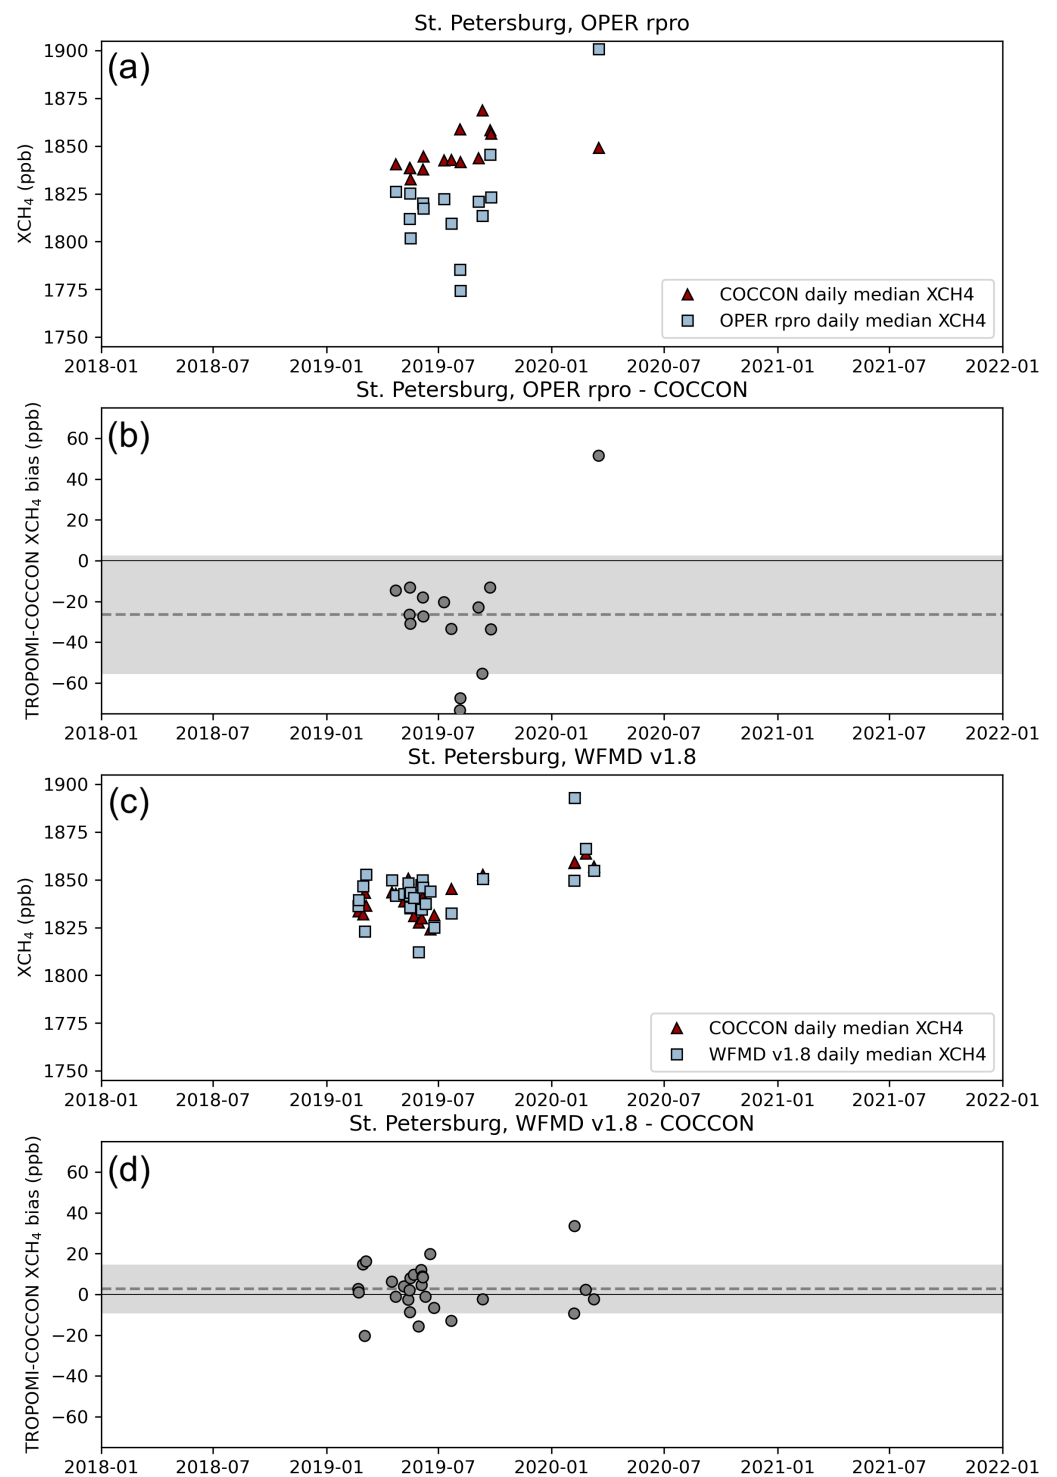 St. Petersburg, OPER rpro
(a)
XCH4 (ppb)
1900
1875
1850
1825
1800
1775
1750
COCCON daily median XCH4
OPER rpro daily median XCH4
2018-01 2018-07 2019-01 2019-07 2020-01 2020-07 2021-01 2021-07 2022-01
St. Petersburg, OPER rpro - COCCON
(b)
TROPOMI-COCCON XCH4 bias (ppb)
60
40
20
0
−20
−40
−60
2018-01 2018-07 2019-01 2019-07 2020-01 2020-07 2021-01 2021-07 2022-01
St. Petersburg, WFMD v1.8
(c)
XCH4 (ppb)
1900
1875
1850
1825
1800
1775
1750
COCCON daily median XCH4
WFMD v1.8 daily median XCH4
2018-01 2018-07 2019-01 2019-07 2020-01 2020-07 2021-01 2021-07 2022-01
St. Petersburg, WFMD v1.8 - COCCON
(d)
TROPOMI-COCCON XCH4 bias (ppb)
60
40
20
0
−20
−40
−60
2018-01 2018-07 2019-01 2019-07 2020-01 2020-07 2021-01 2021-07 2022-01